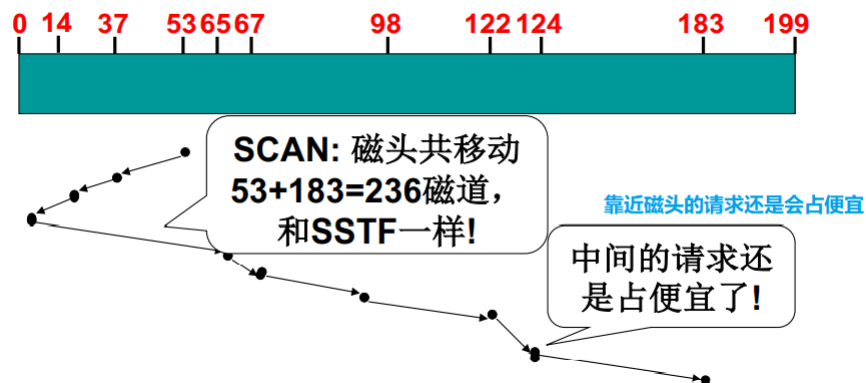 0 14 37 53 65 67 98 122 124 183 199
SCAN: 磁头共移动
53+183=236磁道，
和SSTF一样!
靠近磁头的请求还是会占便宜
中间的请求还
是占便宜了!